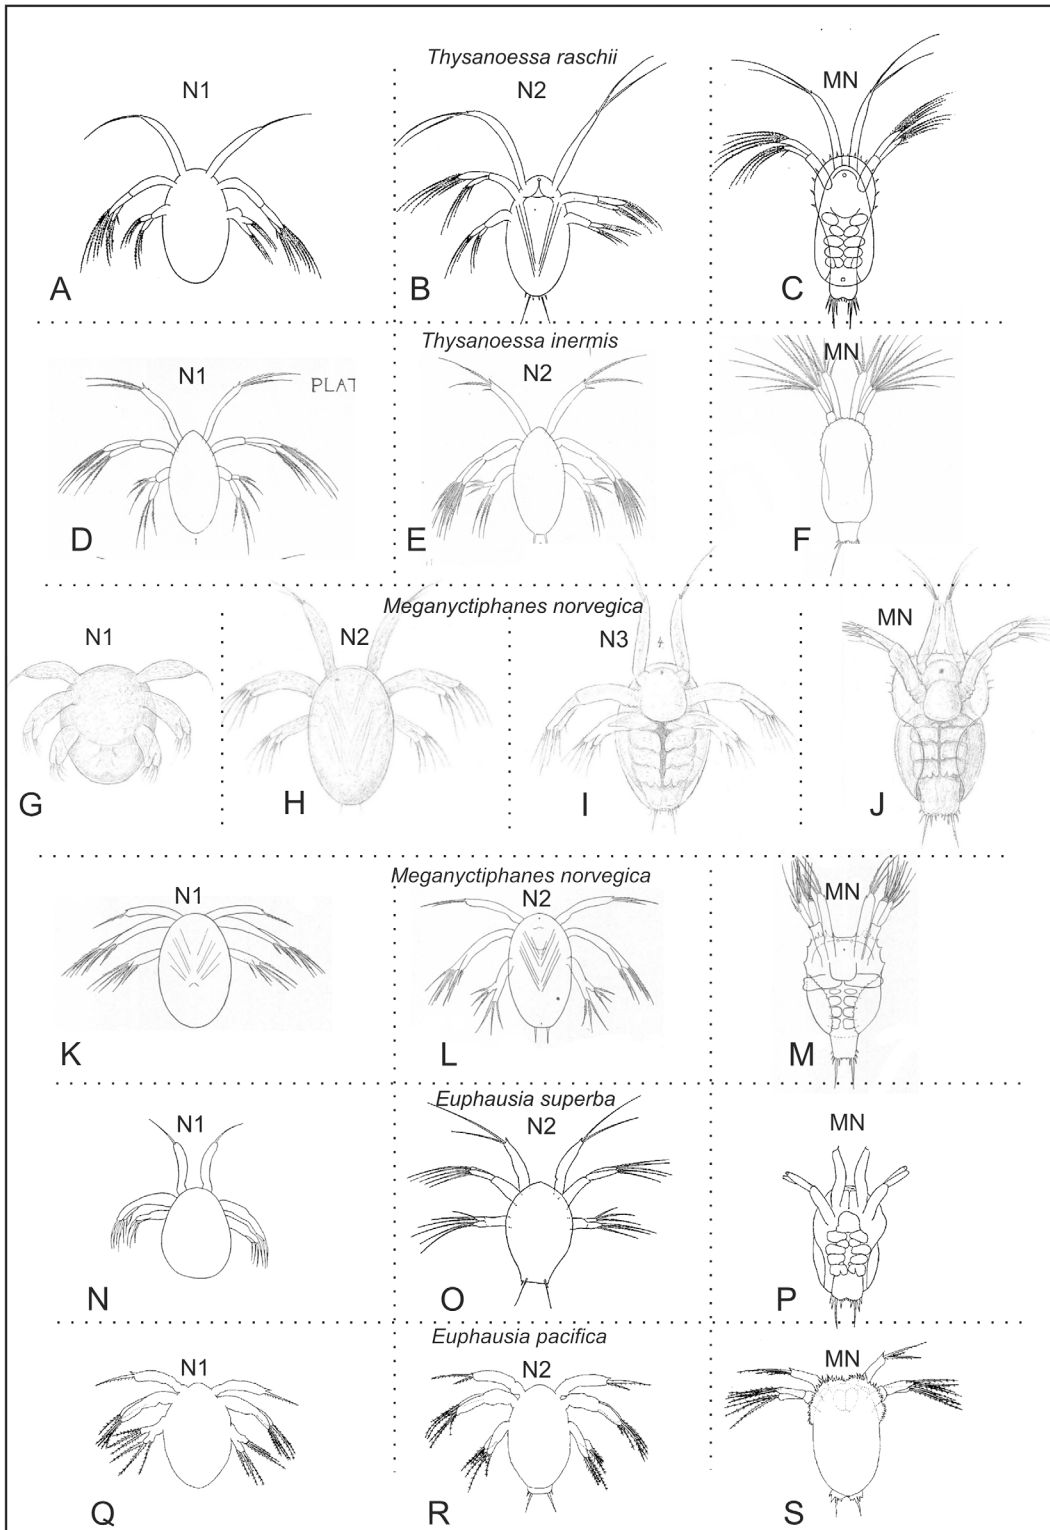 Thysanoessa raschii
N1
N2
MN
A
B
C
Thysanoessa inermis
N1
PLAT
N2
MN
D
E
F
Meganyctiphanes norvegica
N1
N2
N3
MN
G
H
I
J
Meganyctiphanes norvegica
N1
N2
MN
K
L
M
Euphausia superba
N1
N2
MN
N
O
P
Euphausia pacifica
N1
N2
MN
Q
R
S